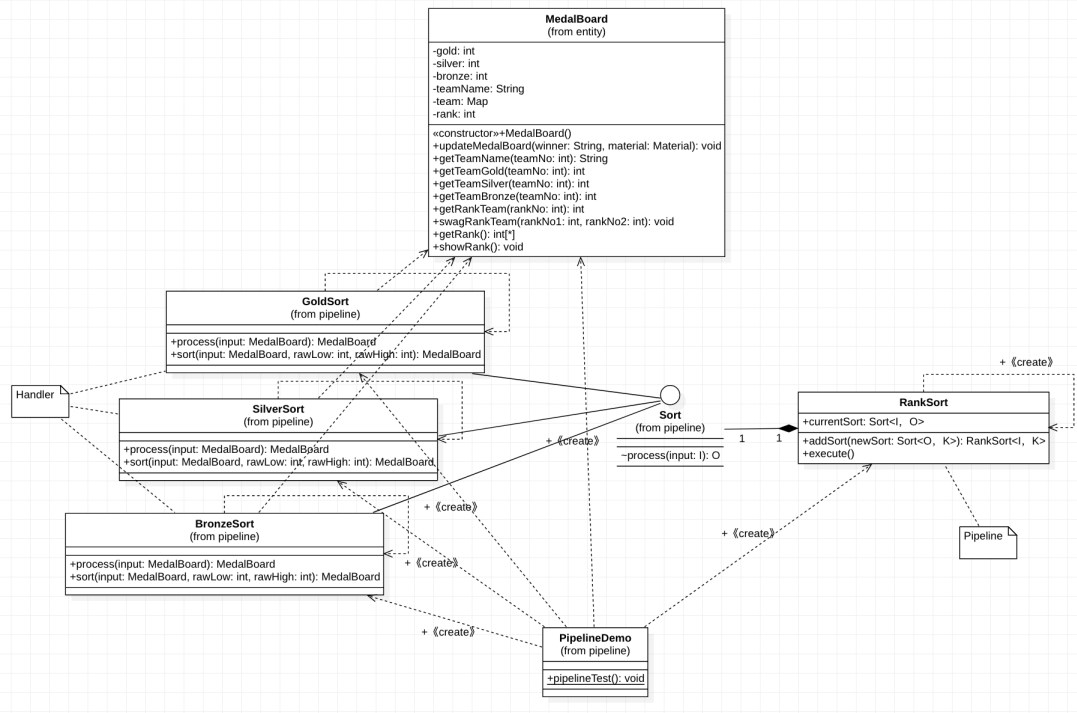 MedalBoard
(from entity)
-gold: int
-silver: int
-bronze: int
-teamName: String
-team: Map
-rank: int
«constructor»+MedalBoard()
+updateMedalBoard(winner: String, material: Material): void
+getTeamName(teamNo: int): String
+getTeamGold(teamNo: int): int
+getTeamSilver(teamNo: int): int
+getTeamBronze(teamNo: int): int
+getRankTeam(rankNo: int): int
+swagRankTeam(rankNo1: int, rankNo2: int): void
+getRank(): int[*]
+showRank(): void
GoldSort
(from pipeline)
+process(input: MedalBoard): MedalBoard
+sort(input: MedalBoard, rawLow: int, rawHigh: int): MedalBoard
Handler
SilverSort
(from pipeline)
+process(input: MedalBoard): MedalBoard
+sort(input: MedalBoard, rawLow: int, rawHigh: int): MedalBoard
BronzeSort
(from pipeline)
+process(input: MedalBoard): MedalBoard
+sort(input: MedalBoard, rawLow: int, rawHigh: int): MedalBoard
Sort
(from pipeline)
~process(input: I): O
1
1
+《create》
RankSort
+currentSort: Sort<I, O>
+addSort(newSort: Sort<O, K>): RankSort<I, K>
+execute()
Pipeline
+《create》
+《create》
+《create》
+《create》
+《create》
PipelineDemo
(from pipeline)
+pipelineTest(): void